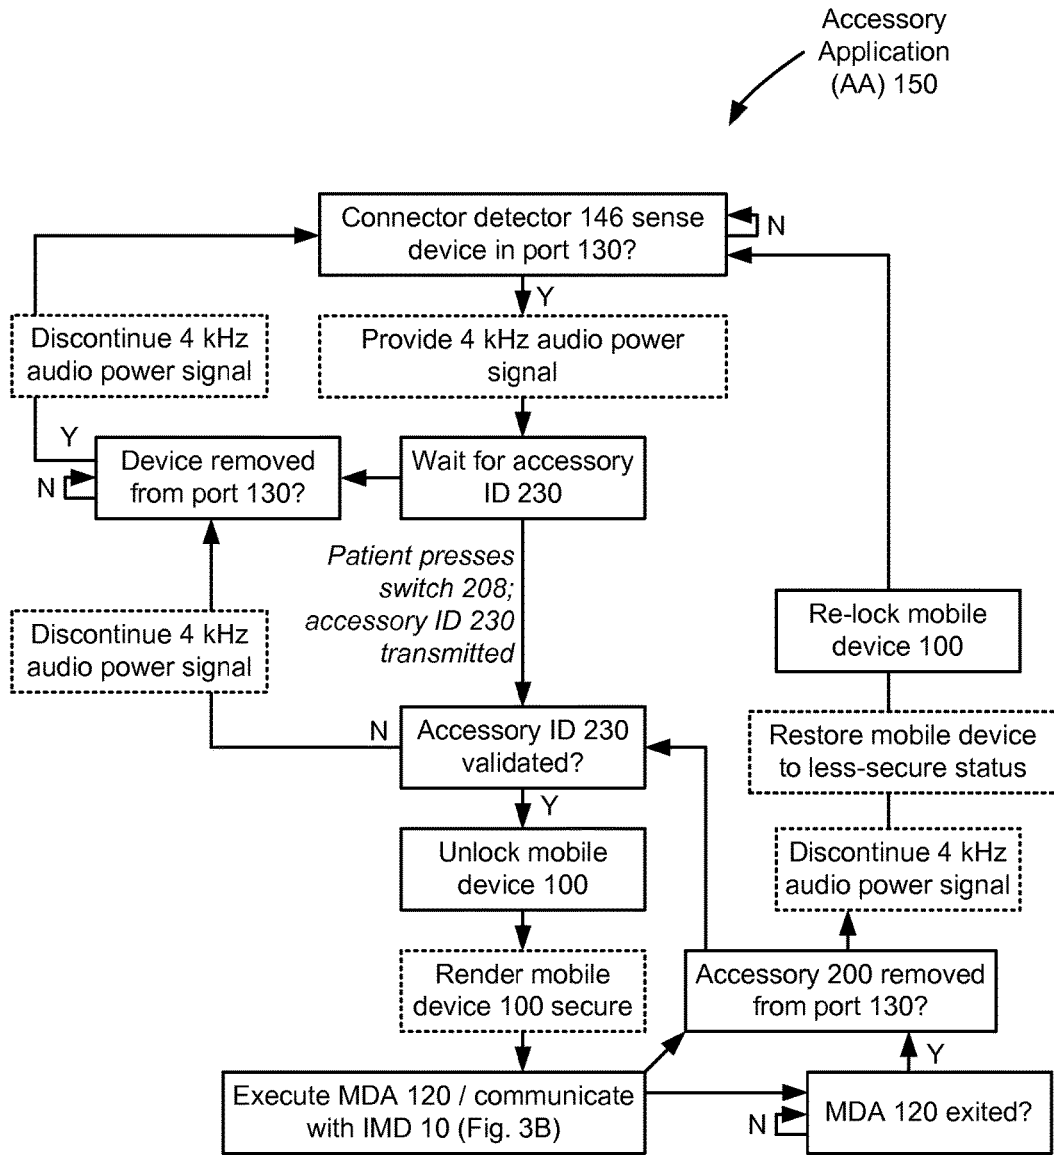 Accessory
Application
(AA) 150
Connector detector 146 sense
device in port 130?
N
Y
Discontinue 4 kHz
audio power signal
Provide 4 kHz audio power
signal
Y
Device removed
from port 130?
N
Wait for accessory
ID 230
Patient presses
switch 208;
accessory ID 230
transmitted
Discontinue 4 kHz
audio power signal
Re-lock mobile
device 100
N
Accessory ID 230
validated?
Y
Restore mobile device
to less-secure status
Unlock mobile
device 100
Discontinue 4 kHz
audio power signal
Render mobile
device 100 secure
Accessory 200 removed
from port 130?
Y
Execute MDA 120 / communicate
with IMD 10 (Fig. 3B)
MDA 120 exited?
N